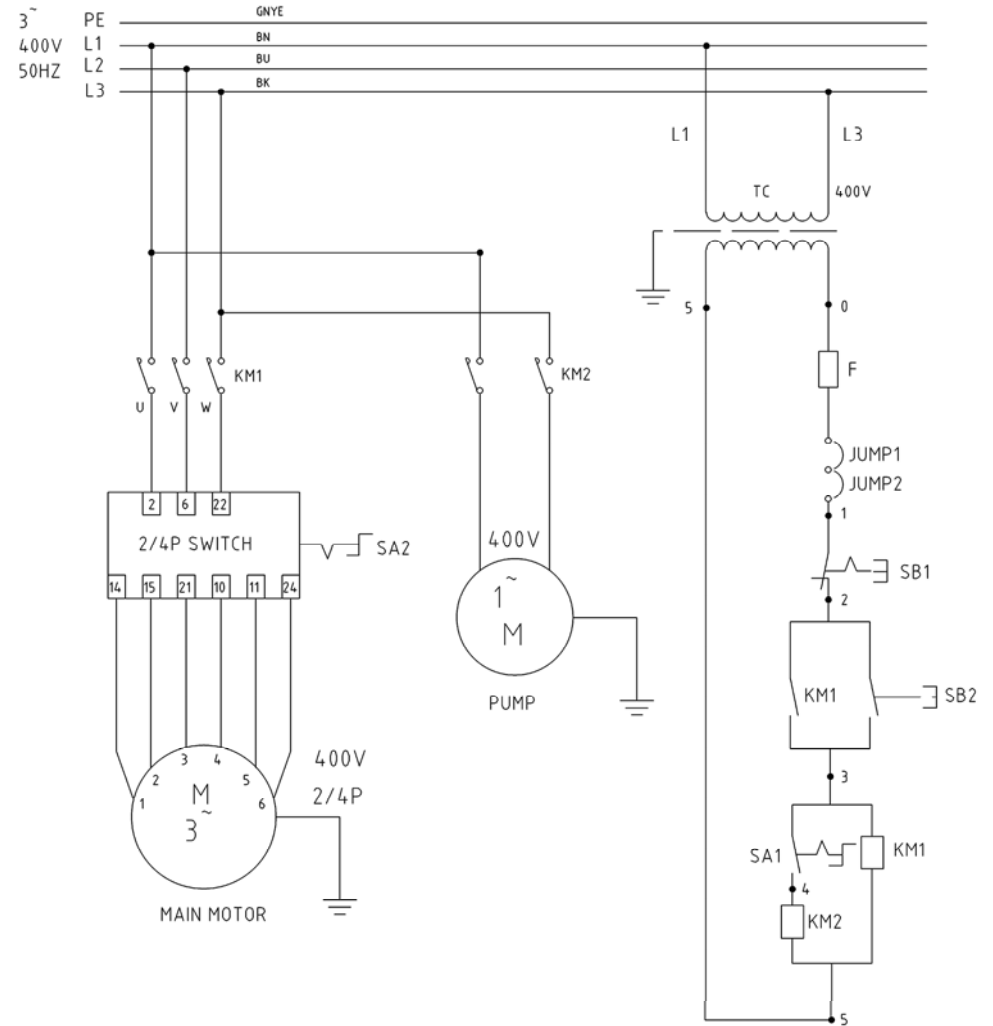 3~ PE GNYE
400V L1 BN
50HZ L2 BU
L3 BK
L1 L3
TC 400V
5 0
KM1 KM2
U V W
F
JUMP1
JUMP2
1
2 6 22
2/4P SWITCH
SA2
14 15 21 10 11 24
400V
1~
M
PUMP
SB1
2
KM1 SB2
3
1 2 3 4 5 6
M
3~
400V
2/4P
MAIN MOTOR
SA1 KM1
4
KM2
5